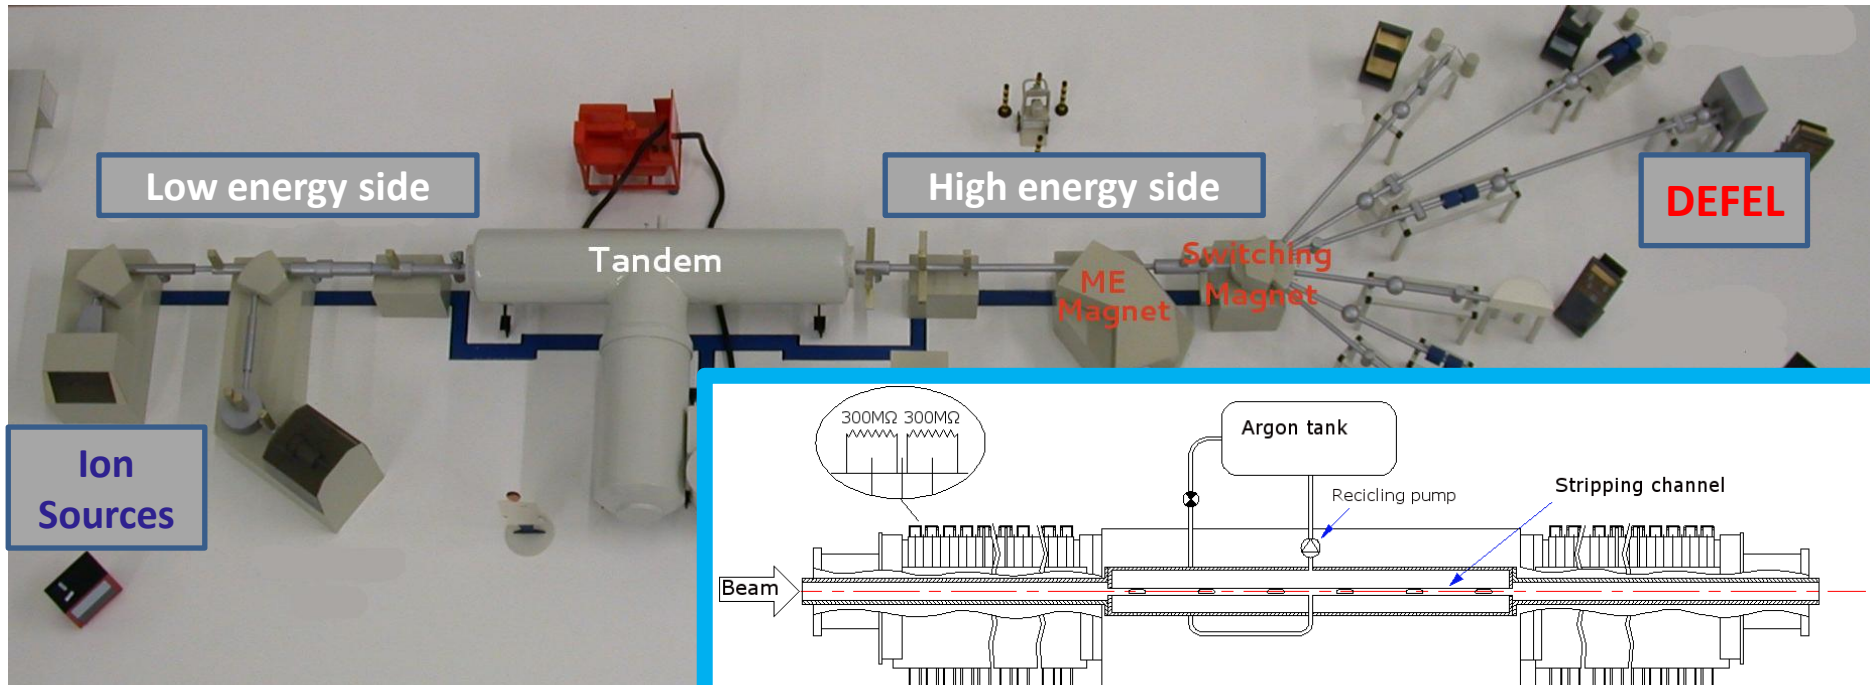 Low energy side
High energy side
DEFEL
Tandem
Switching
Magnet
ME
Magnet
Ion
Sources
300MΩ 300MΩ
Argon tank
Recicling pump
Stripping channel
Beam